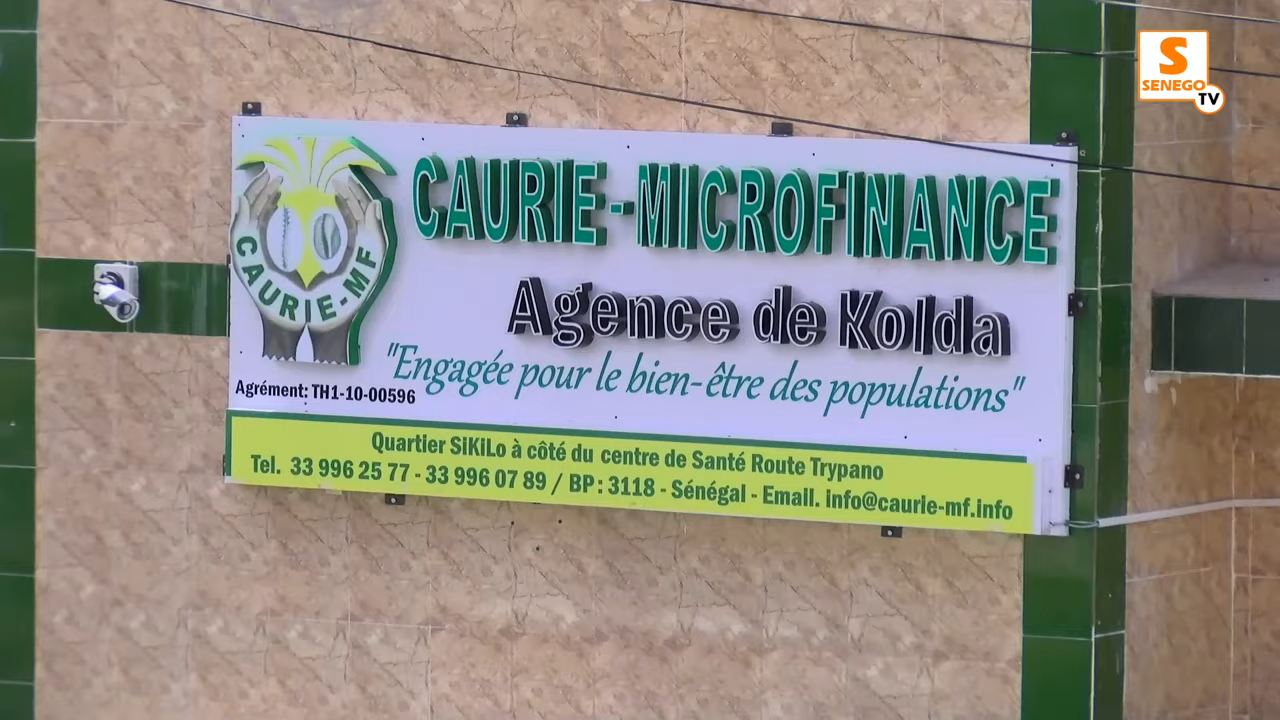 S
SENEGO
TV
CAURIE-MICROFINANCE
CAURIE-MF
Agence de Kolda
"Engagée pour le bien-être des populations"
Agrément: TH1-10-00596
Quartier SiKiLo à côté du centre de Santé Route Trypano
Tel. 33 996 25 77 - 33 996 07 89 / BP : 3118 - Sénégal - Email. info@caurie-mf.info